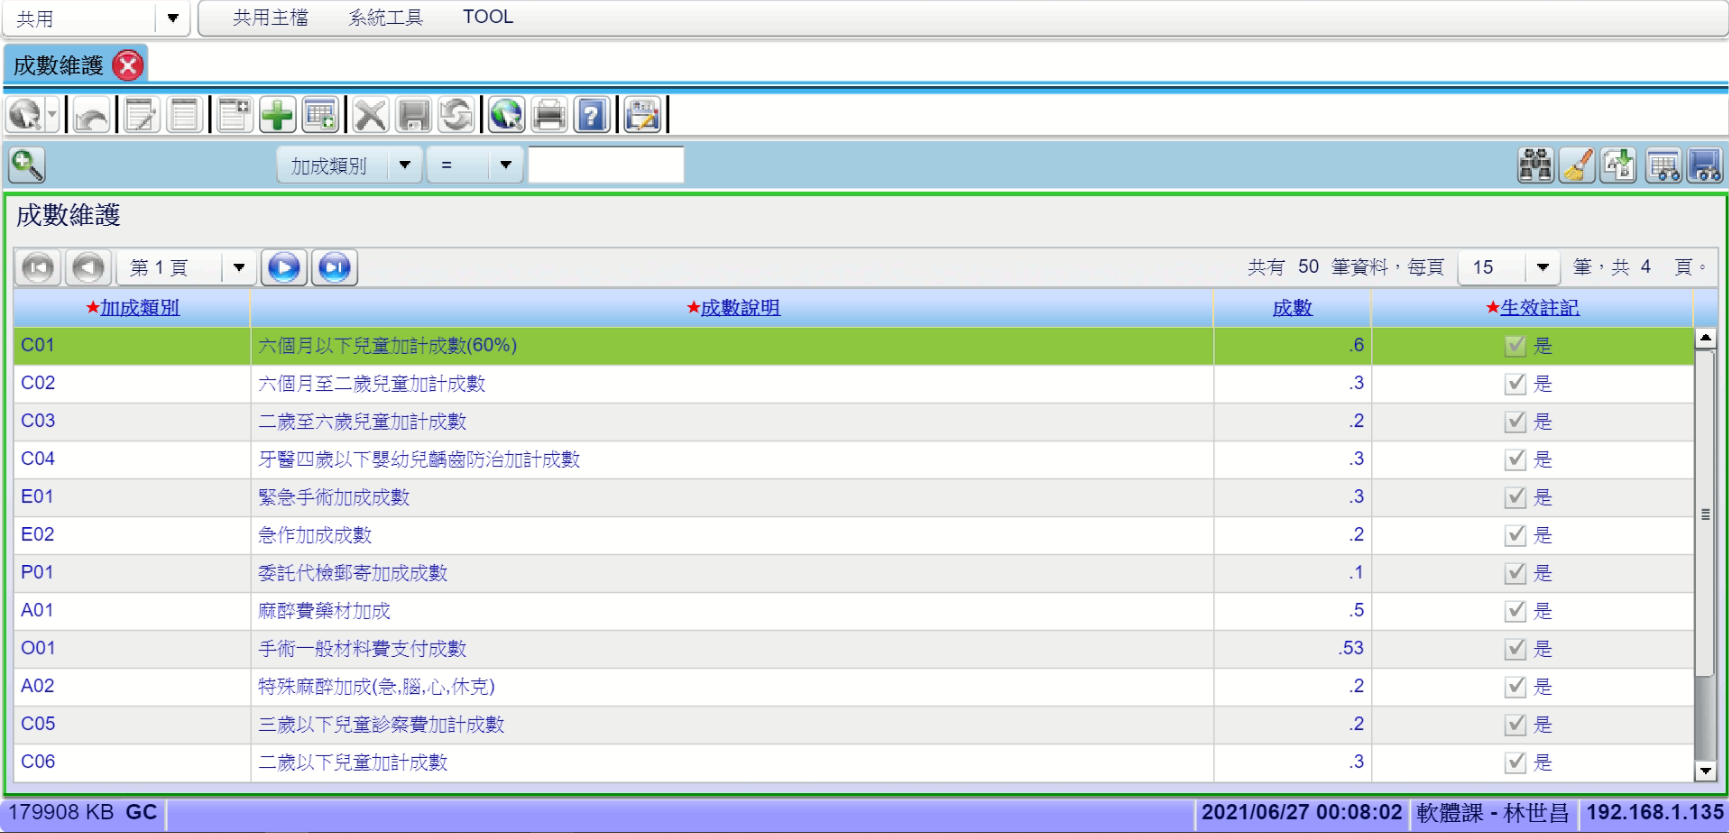 共用 共用主檔 系統工具 TOOL
成數維護
加成類別 =
成數維護
第 1 頁 共有 50 筆資料，每頁 15 筆，共 4 頁。
★加成類別 ★成數說明 成數 ★生效註記
C01 六個月以下兒童加計成數(60%) .6 是
C02 六個月至二歲兒童加計成數 .3 是
C03 二歲至六歲兒童加計成數 .2 是
C04 牙醫四歲以下嬰幼兒齲齒防治加計成數 .3 是
E01 緊急手術加成成數 .3 是
E02 急作加成成數 .2 是
P01 委託代檢郵寄加成成數 .1 是
A01 麻醉費藥材加成 .5 是
O01 手術一般材料費支付成數 .53 是
A02 特殊麻醉加成(急,腦,心,休克) .2 是
C05 三歲以下兒童診察費加計成數 .2 是
C06 二歲以下兒童加計成數 .3 是
179908 KB GC 2021/06/27 00:08:02 軟體課 - 林世昌 192.168.1.135